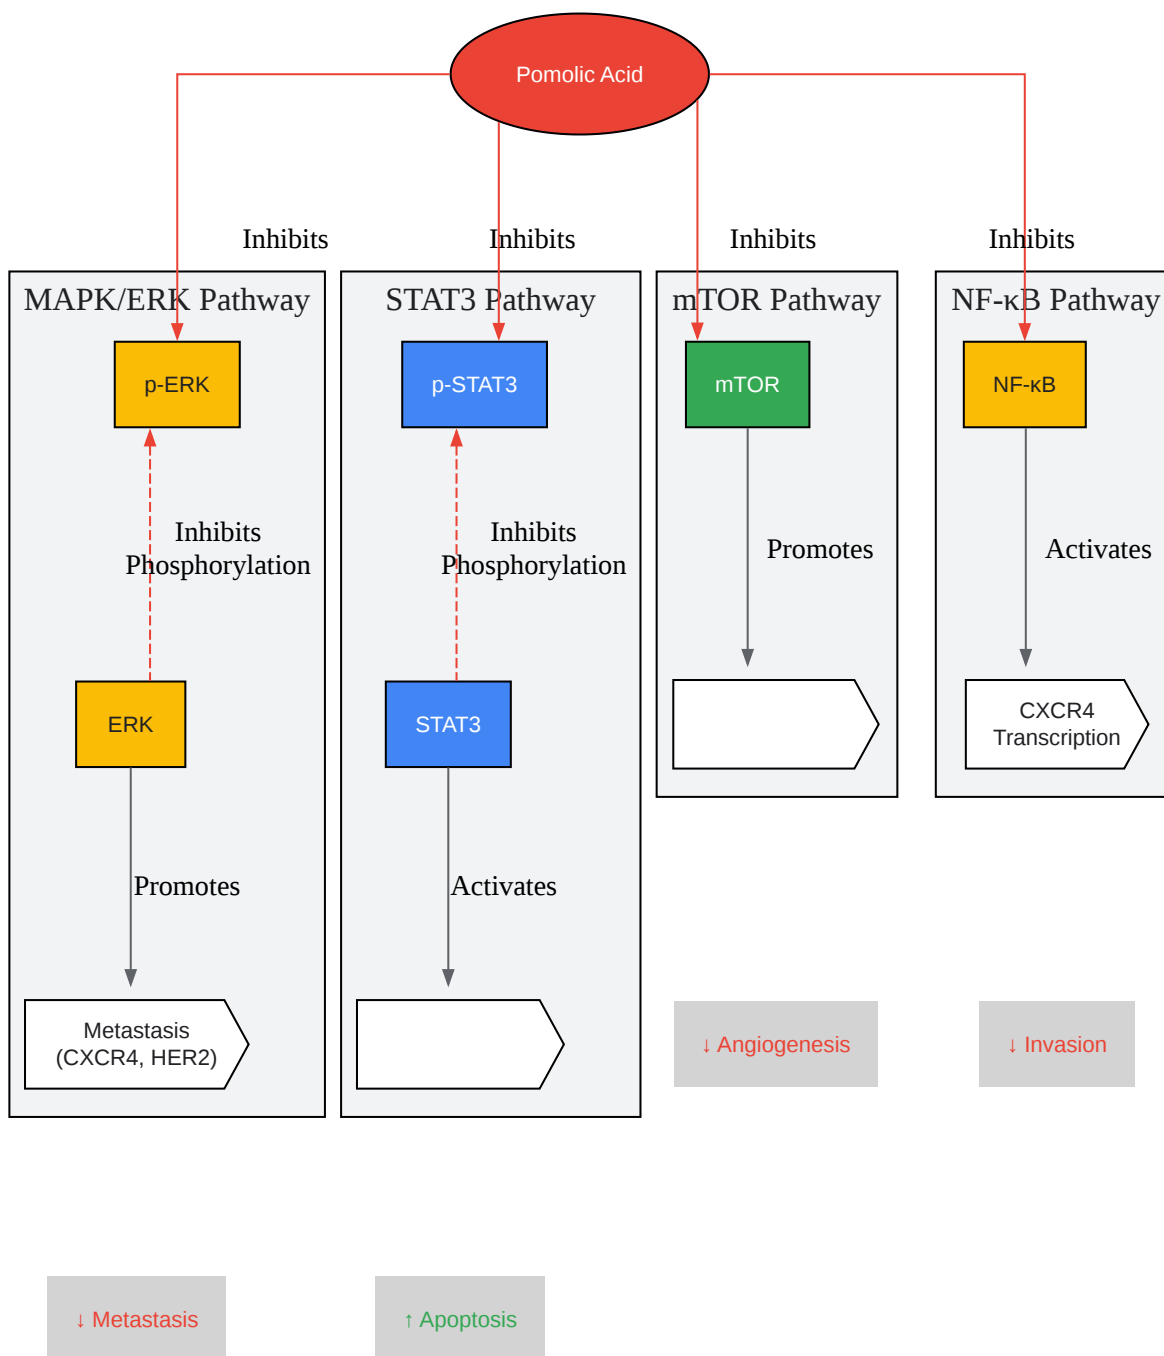 Pomolic Acid
Inhibits
Inhibits
Inhibits
Inhibits
MAPK/ERK Pathway
STAT3 Pathway
mTOR Pathway
NF-κB Pathway
p-ERK
p-STAT3
mTOR
NF-κB
Inhibits
Phosphorylation
Inhibits
Phosphorylation
Promotes
Activates
ERK
STAT3
CXCR4
Transcription
Promotes
Activates
Metastasis
(CXCR4, HER2)
↓ Angiogenesis
↓ Invasion
↓ Metastasis
↑ Apoptosis